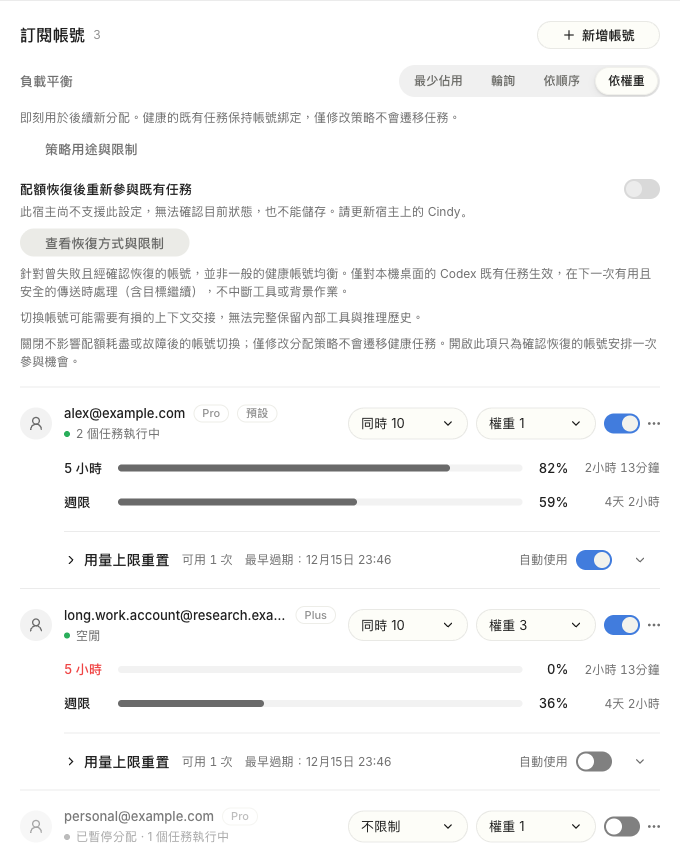 訂閱帳號 3
+ 新增帳號
負載平衡
最少佔用 輪詢 依順序 依權重
即刻用於後續新分配。健康的既有任務保持帳號綁定，僅修改策略不會遷移任務。
策略用途與限制
配額恢復後重新參與既有任務
此宿主尚不支援此設定，無法確認目前狀態，也不能儲存。請更新宿主上的 Cindy。
查看恢復方式與限制
針對曾失敗且經確認恢復的帳號，並非一般的健康帳號均衡。僅對本機桌面的 Codex 既有任務生效，在下一次有用且
安全的傳送時處理（含目標繼續），不中斷工具或背景作業。
切換帳號可能需要有損的上下文交接，無法完整保留內部工具與推理歷史。
關閉不影響配額耗盡或故障後的帳號切換；僅修改分配策略不會遷移健康任務。開啟此項只為確認恢復的帳號安排一次
參與機會。
alex@example.com Pro 預設
同時 10 權重 1 ···
2 個任務執行中
5 小時 82% 2小時 13分鐘
週限 59% 4天 2小時
用量上限重置 可用 1 次 最早過期：12月15日 23:46 自動使用
long.work.account@research.exa... Plus
同時 10 權重 3 ···
空閒
5 小時 0% 2小時 13分鐘
週限 36% 4天 2小時
用量上限重置 可用 1 次 最早過期：12月15日 23:46 自動使用
personal@example.com Pro
不限制 權重 1 ···
已暫停分配 · 1 個任務執行中